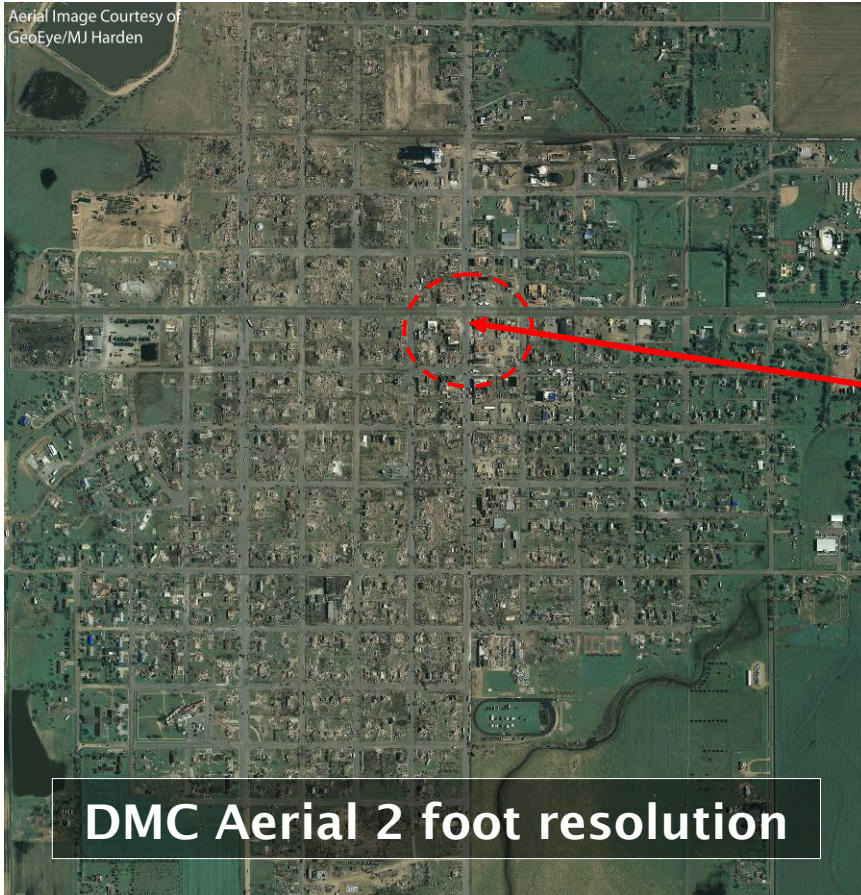 Aerial Image Courtesy of
GeoEye/MJ Harden
DMC Aerial 2 foot resolution